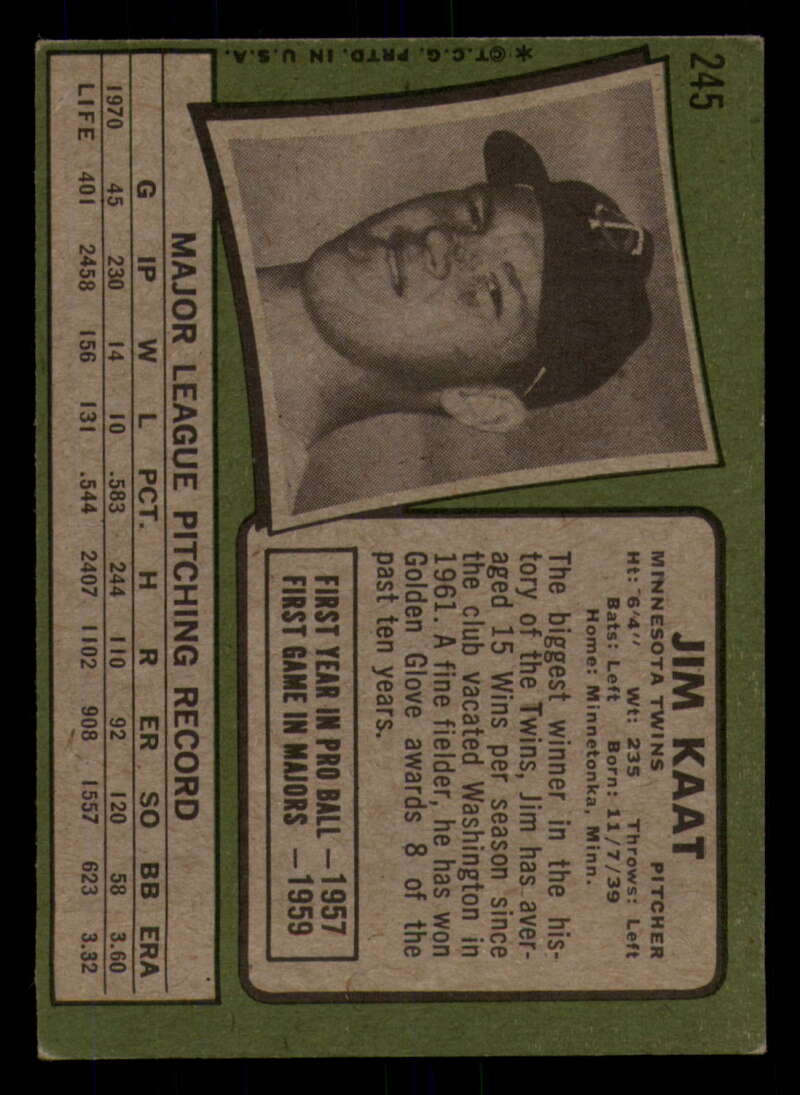 245
JIM KAAT
MINNESOTA TWINS PITCHER
Ht: 6'4" Wt: 235 Throws: Left
Bats: Left Born: 11/7/39
Home: Minnetonka, Minn.
The biggest winner in the his-
tory of the Twins, Jim has aver-
aged 15 Wins per season since
the club vacated Washington in
1961. A fine fielder, he has won
Golden Glove awards 8 of the
past ten years.
FIRST YEAR IN PRO BALL —1957
FIRST GAME IN MAJORS —1959
MAJOR LEAGUE PITCHING RECORD
G IP W L PCT. H R ER SO BB ERA
1970 45 230 14 10 .583 244 110 92 120 58 3.60
LIFE 401 2458 156 131 .544 2407 1102 908 1557 623 3.32
*©T.C.G. PRTD. IN U.S.A.